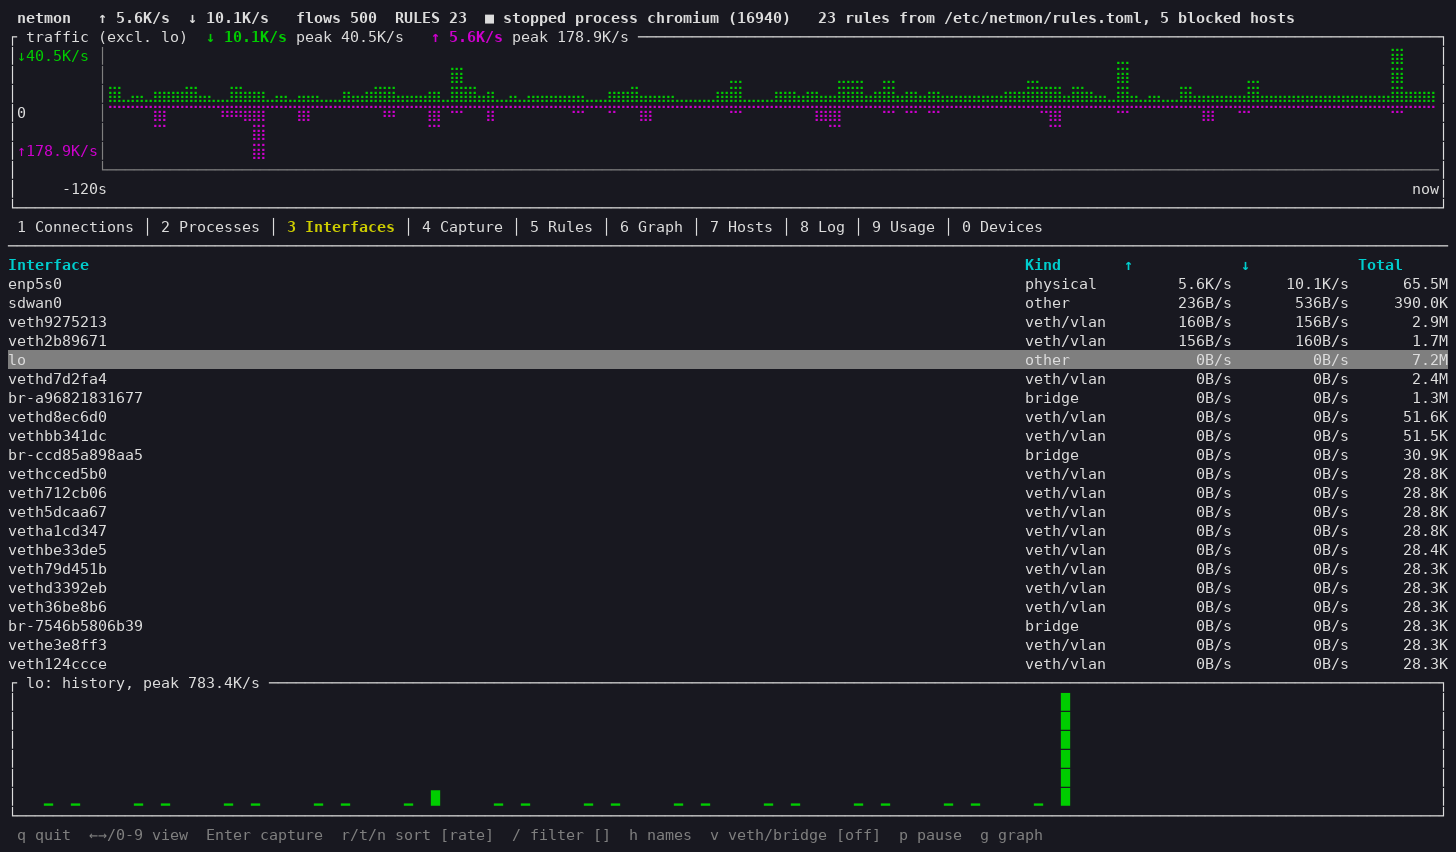 netmon ↑ 5.6K/s ↓ 10.1K/s flows 500 RULES 23 ■ stopped process chromium (16940) 23 rules from /etc/netmon/rules.toml, 5 blocked hosts
traffic (excl. lo) ↓ 10.1K/s peak 40.5K/s ↑ 5.6K/s peak 178.9K/s
↓40.5K/s
0
↑178.9K/s
-120s now
1 Connections │ 2 Processes │ 3 Interfaces │ 4 Capture │ 5 Rules │ 6 Graph │ 7 Hosts │ 8 Log │ 9 Usage │ 0 Devices
Interface Kind ↑ ↓ Total
enp5s0 physical 5.6K/s 10.1K/s 65.5M
sdwan0 other 236B/s 536B/s 390.0K
veth9275213 veth/vlan 160B/s 156B/s 2.9M
veth2b89671 veth/vlan 156B/s 160B/s 1.7M
lo other 0B/s 0B/s 7.2M
vethd7d2fa4 veth/vlan 0B/s 0B/s 2.4M
br-a96821831677 bridge 0B/s 0B/s 1.3M
vethd8ec6d0 veth/vlan 0B/s 0B/s 51.6K
vethbb341dc veth/vlan 0B/s 0B/s 51.5K
br-ccd85a898aa5 bridge 0B/s 0B/s 30.9K
vethcced5b0 veth/vlan 0B/s 0B/s 28.8K
veth712cb06 veth/vlan 0B/s 0B/s 28.8K
veth5dcaa67 veth/vlan 0B/s 0B/s 28.8K
vetha1cd347 veth/vlan 0B/s 0B/s 28.8K
vethbe33de5 veth/vlan 0B/s 0B/s 28.4K
veth79d451b veth/vlan 0B/s 0B/s 28.3K
vethd3392eb veth/vlan 0B/s 0B/s 28.3K
veth36be8b6 veth/vlan 0B/s 0B/s 28.3K
br-7546b5806b39 bridge 0B/s 0B/s 28.3K
vethe3e8ff3 veth/vlan 0B/s 0B/s 28.3K
veth124ccce veth/vlan 0B/s 0B/s 28.3K
lo: history, peak 783.4K/s
q quit ←→/0-9 view Enter capture r/t/n sort [rate] / filter [] h names v veth/bridge [off] p pause g graph